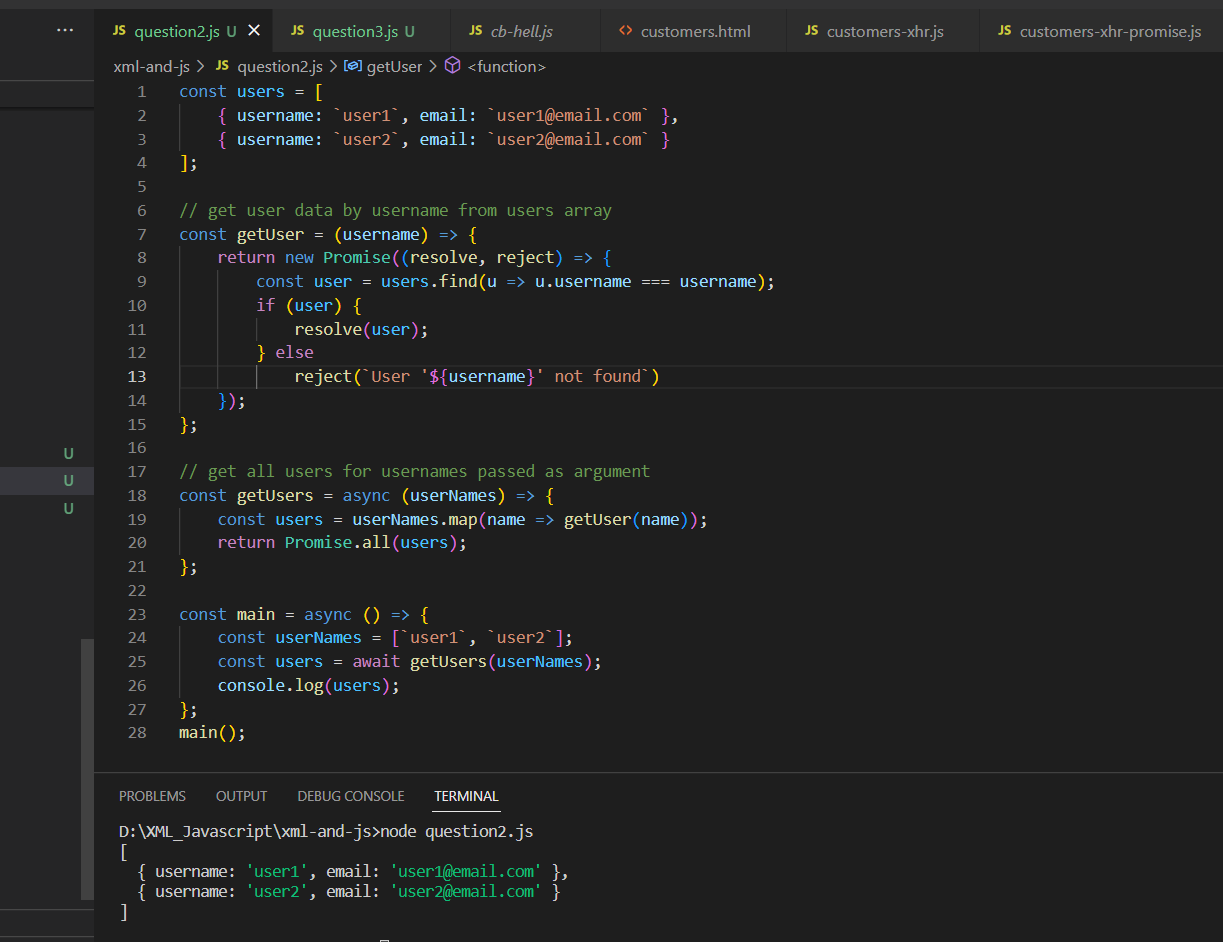 ... JS question2.js U × JS question3.js U JS cb-hell.js <> customers.html JS customers-xhr.js JS customers-xhr-promise.js
xml-and-js > JS question2.js > getUser > <function>
1 const users = [
2     { username: `user1`, email: `user1@email.com` },
3     { username: `user2`, email: `user2@email.com` }
4 ];
5
6 // get user data by username from users array
7 const getUser = (username) => {
8     return new Promise((resolve, reject) => {
9         const user = users.find(u => u.username === username);
10         if (user) {
11             resolve(user);
12         } else
13             reject(`User '${username}' not found`)
14     });
15 };
16
17 // get all users for usernames passed as argument
18 const getUsers = async (userNames) => {
19     const users = userNames.map(name => getUser(name));
20     return Promise.all(users);
21 };
22
23 const main = async () => {
24     const userNames = [`user1`, `user2`];
25     const users = await getUsers(userNames);
26     console.log(users);
27 };
28 main();
U
U
U
PROBLEMS OUTPUT DEBUG CONSOLE TERMINAL
D:\XML_Javascript\xml-and-js>node question2.js
[
  { username: 'user1', email: 'user1@email.com' },
  { username: 'user2', email: 'user2@email.com' }
]